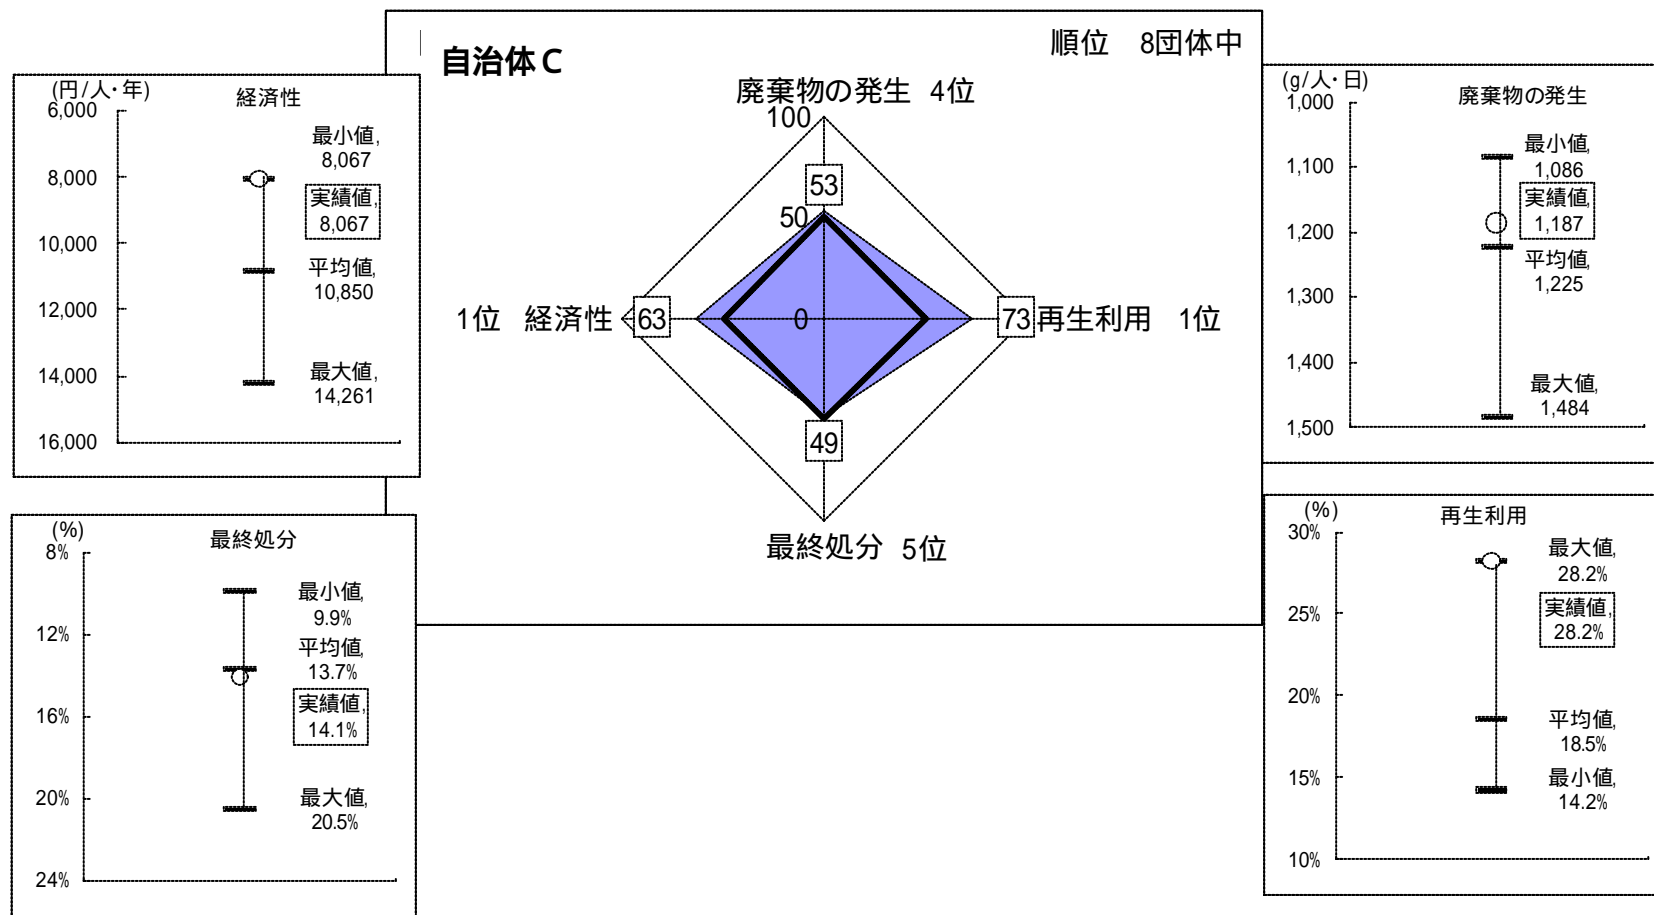 自治体C
順位 8団体中
廃棄物の発生 4位
100
53
50
1位 経済性
63
0
73
再生利用 1位
49
最終処分 5位
(円/人・年)
経済性
6,000
最小値,
8,067
8,000
実績値,
8,067
10,000
平均値,
10,850
12,000
14,000
最大値,
14,261
16,000
(g/人・日)
廃棄物の発生
1,000
最小値,
1,086
1,100
実績値,
1,187
1,200
平均値,
1,225
1,300
1,400
最大値,
1,484
1,500
(%)
最終処分
8%
最小値,
9.9%
12%
平均値,
13.7%
16%
実績値,
14.1%
20%
最大値,
20.5%
24%
(%)
再生利用
30%
最大値,
28.2%
25%
実績値,
28.2%
20%
平均値,
18.5%
15%
最小値,
14.2%
10%